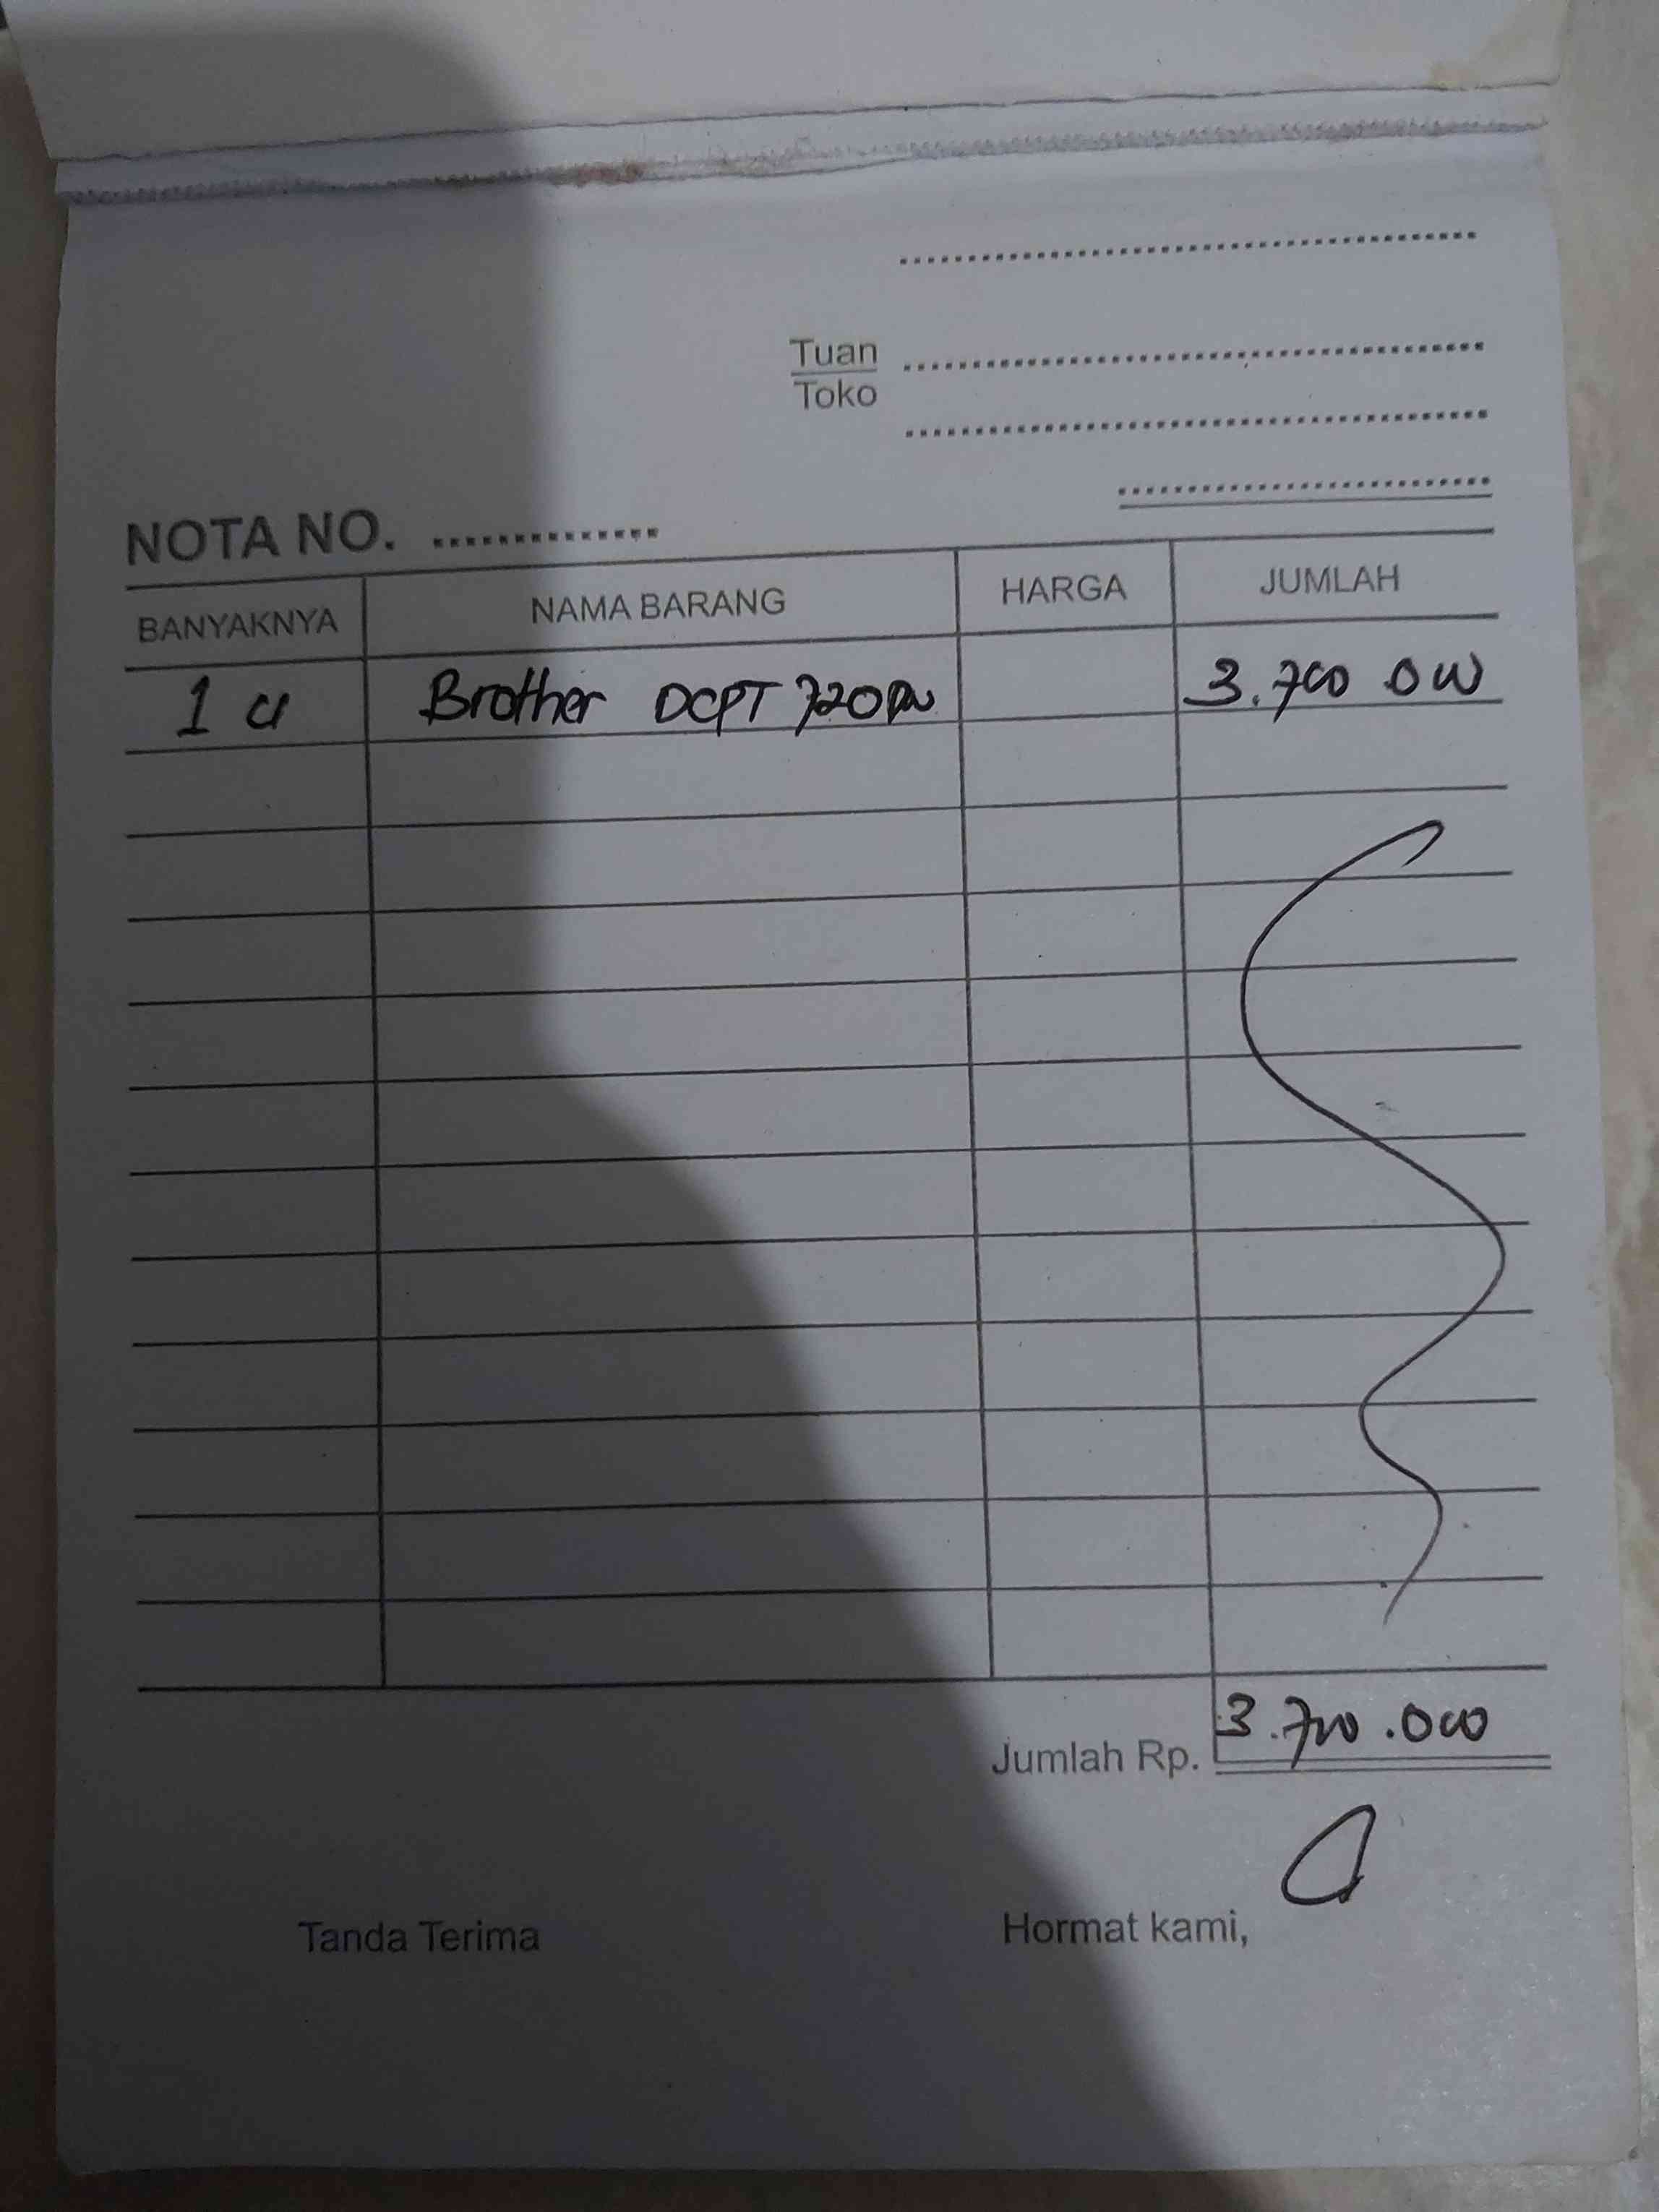 Tuan
Toko
NOTA NO. ...............
BANYAKNYA NAMA BARANG HARGA JUMLAH
1 Brother DCPT 720DW 3.700 000
Jumlah Rp. 3.700.000
Tanda Terima Hormat kami,